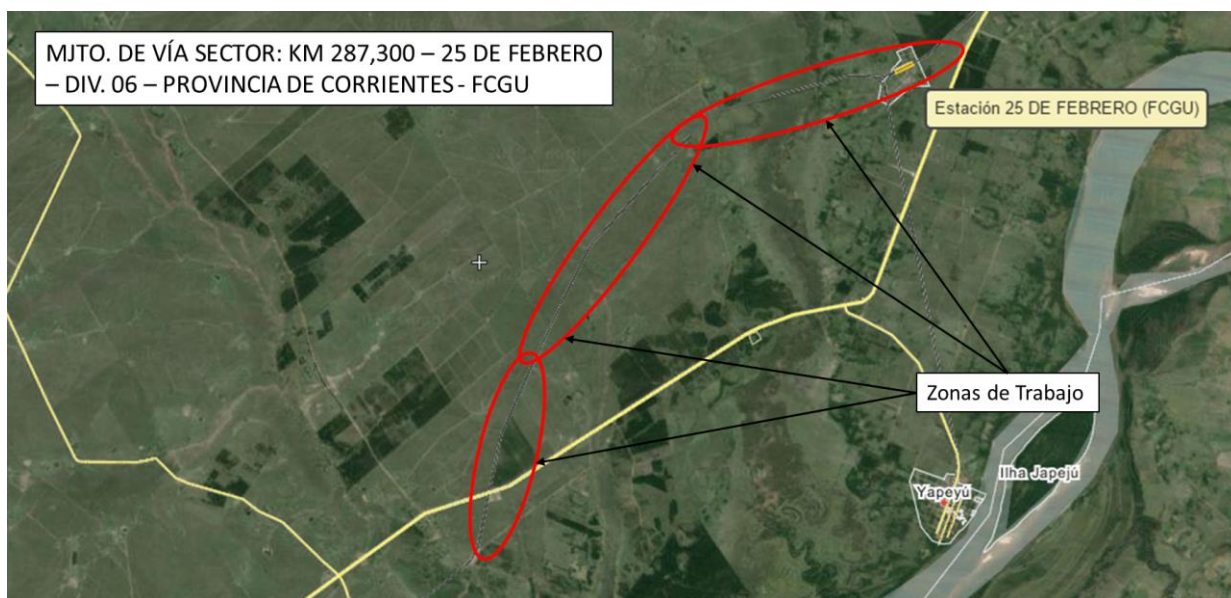 MJTO. DE VÍA SECTOR: KM 287,300 – 25 DE FEBRERO
– DIV. 06 – PROVINCIA DE CORRIENTES - FCGU
Estación 25 DE FEBRERO (FCGU)
Zonas de Trabajo
Ilha Japejú
Yapeyú